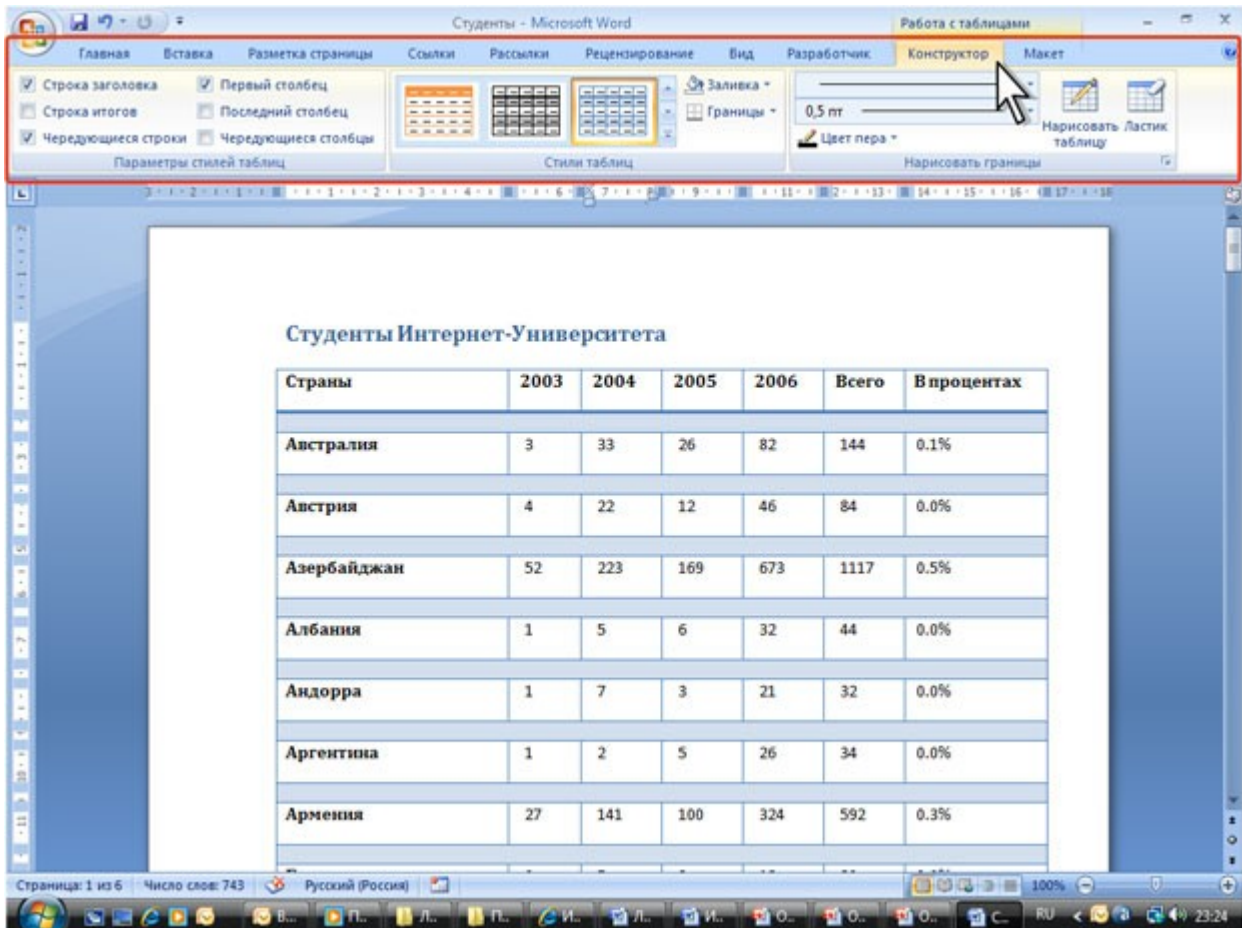 Студенты - Microsoft Word
Работа с таблицами
Главная Вставка Разметка страницы Ссылки Рассылки Рецензирование Вид Разработчик Конструктор Макет
Строка заголовка Первый столбец Заливка
Строка итогов Последний столбец Границы 0,5 пт
Чередующиеся строки Чередующиеся столбцы Цвет пера Нарисовать таблицу Ластик
Параметры стилей таблиц Стили таблиц Нарисовать границы
Студенты Интернет-Университета
Страны 2003 2004 2005 2006 Всего В процентах
Австралия 3 33 26 82 144 0.1%
Австрия 4 22 12 46 84 0.0%
Азербайджан 52 223 169 673 1117 0.5%
Албания 1 5 6 32 44 0.0%
Андорра 1 7 3 21 32 0.0%
Аргентина 1 2 5 26 34 0.0%
Армения 27 141 100 324 592 0.3%
Страница: 1 из 6 Число слов: 743 Русский (Россия) 100%
В... П.. Л.. П.. И.. Л.. И.. О.. О.. О.. С... RU 23:24